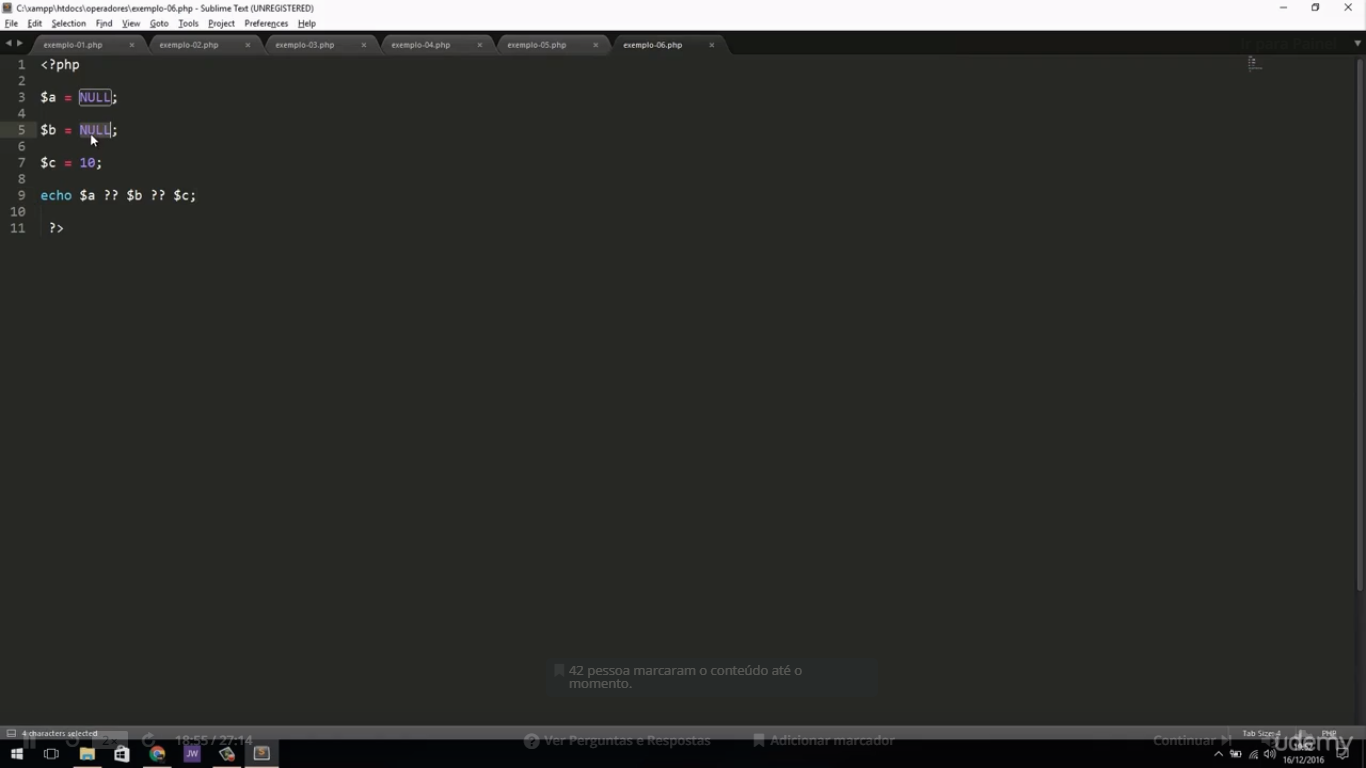 C:\xampp\htdocs\operadores\exemplo-06.php - Sublime Text (UNREGISTERED)
File Edit Selection Find View Goto Tools Project Preferences Help
exemplo-01.php exemplo-02.php exemplo-03.php exemplo-04.php exemplo-05.php exemplo-06.php
1 <?php
2
3 $a = NULL;
4
5 $b = NULL;
6
7 $c = 10;
8
9 echo $a ?? $b ?? $c;
10
11 ?>
42 pessoa marcaram o conteúdo até o
momento.
4 characters selected Tab Size: 4 PHP
2x 18:55 / 27:14 Ver Perguntas e Respostas Adicionar marcador Continuar
udemy
JW
16/12/2016